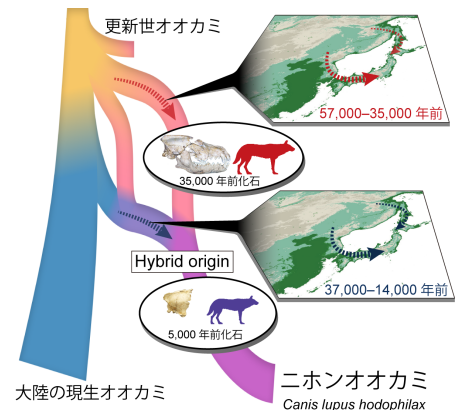 更新世オオカミ
57,000–35,000 年前
35,000 年前化石
Hybrid origin
37,000–14,000 年前
5,000 年前化石
大陸の現生オオカミ
ニホンオオカミ
Canis lupus hodophilax